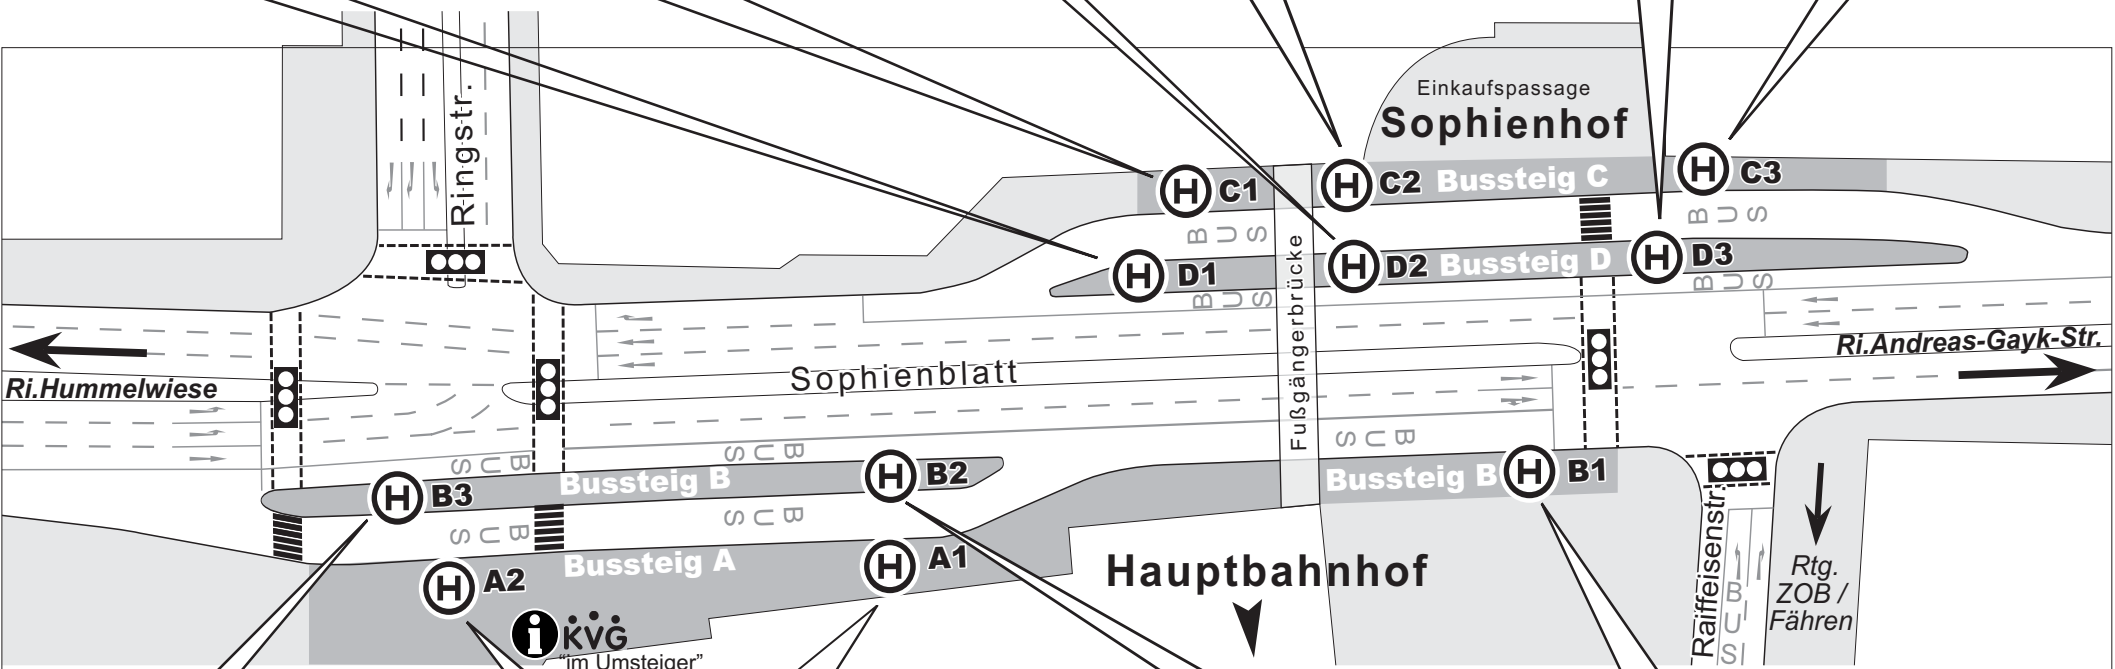 Einkaufspassage
Sophienhof
Ringstr.
H C1
H C2
Bussteig C
H C3
BUS
BUS
H D1
H D2
Bussteig D
H D3
BUS
BUS
Fußgängerbrücke
Ri.Andreas-Gayk-Str.
Ri.Hummelwiese
Sophienblatt
BUS
BUS
BUS
H B3
Bussteig B
H B2
Bussteig B
H B1
BUS
BUS
Bussteig A
H A2
H A1
Hauptbahnhof
Raiffeisenstr.
BUS
Rtg.
ZOB /
Fähren
i KVG
"im Umsteiger"